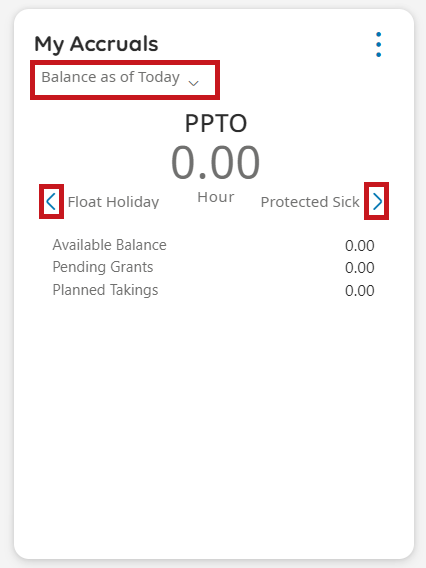 My Accruals
Balance as of Today
PPTO
0.00
Hour
Float Holiday Protected Sick
Available Balance 0.00
Pending Grants 0.00
Planned Takings 0.00